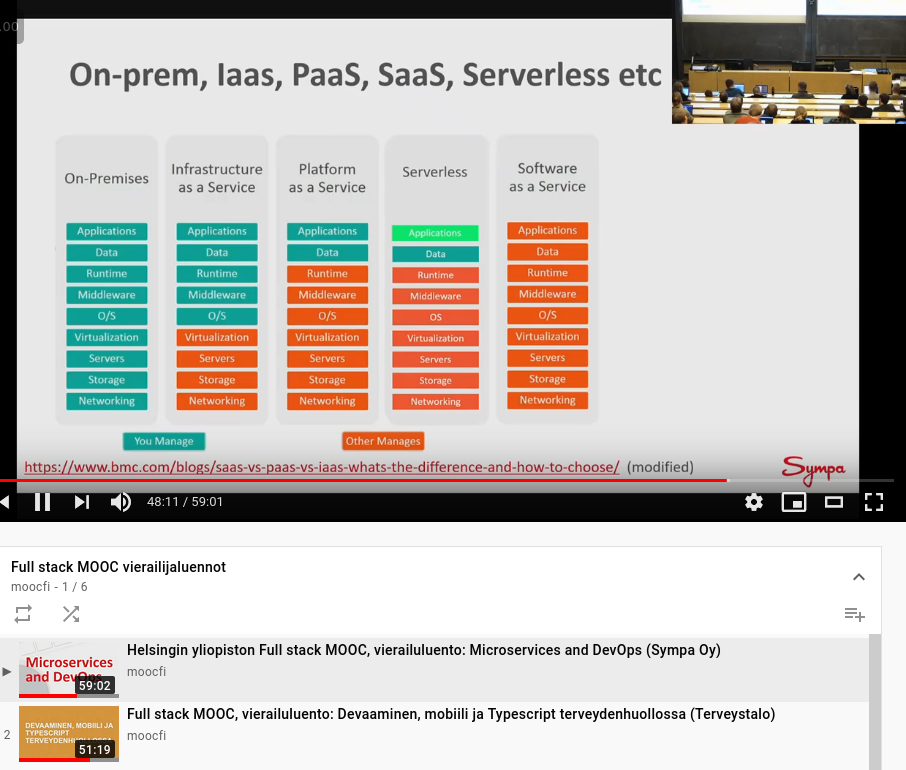 .00
On-prem, Iaas, PaaS, SaaS, Serverless etc
On-Premises
Applications
Data
Runtime
Middleware
O/S
Virtualization
Servers
Storage
Networking
Infrastructure
as a Service
Applications
Data
Runtime
Middleware
O/S
Virtualization
Servers
Storage
Networking
Platform
as a Service
Applications
Data
Runtime
Middleware
O/S
Virtualization
Servers
Storage
Networking
Serverless
Applications
Data
Runtime
Middleware
OS
Virtualization
Servers
Storage
Networking
Software
as a Service
Applications
Data
Runtime
Middleware
O/S
Virtualization
Servers
Storage
Networking
You Manage
Other Manages
https://www.bmc.com/blogs/saas-vs-paas-vs-iaas-whats-the-difference-and-how-to-choose/ (modified)
Sympa
48:11 / 59:01
Full stack MOOC vierailijaluennot
moocfi - 1 / 6
Microservices
and DevOps
59:02
Helsingin yliopiston Full stack MOOC, vierailuluento: Microservices and DevOps (Sympa Oy)
moocfi
2
DEVAAMINEN, MOBIILI JA
TYPESCRIPT
TERVEYDENHUOLLOSSA
51:19
Full stack MOOC, vierailuluento: Devaaminen, mobiili ja Typescript terveydenhuollossa (Terveystalo)
moocfi